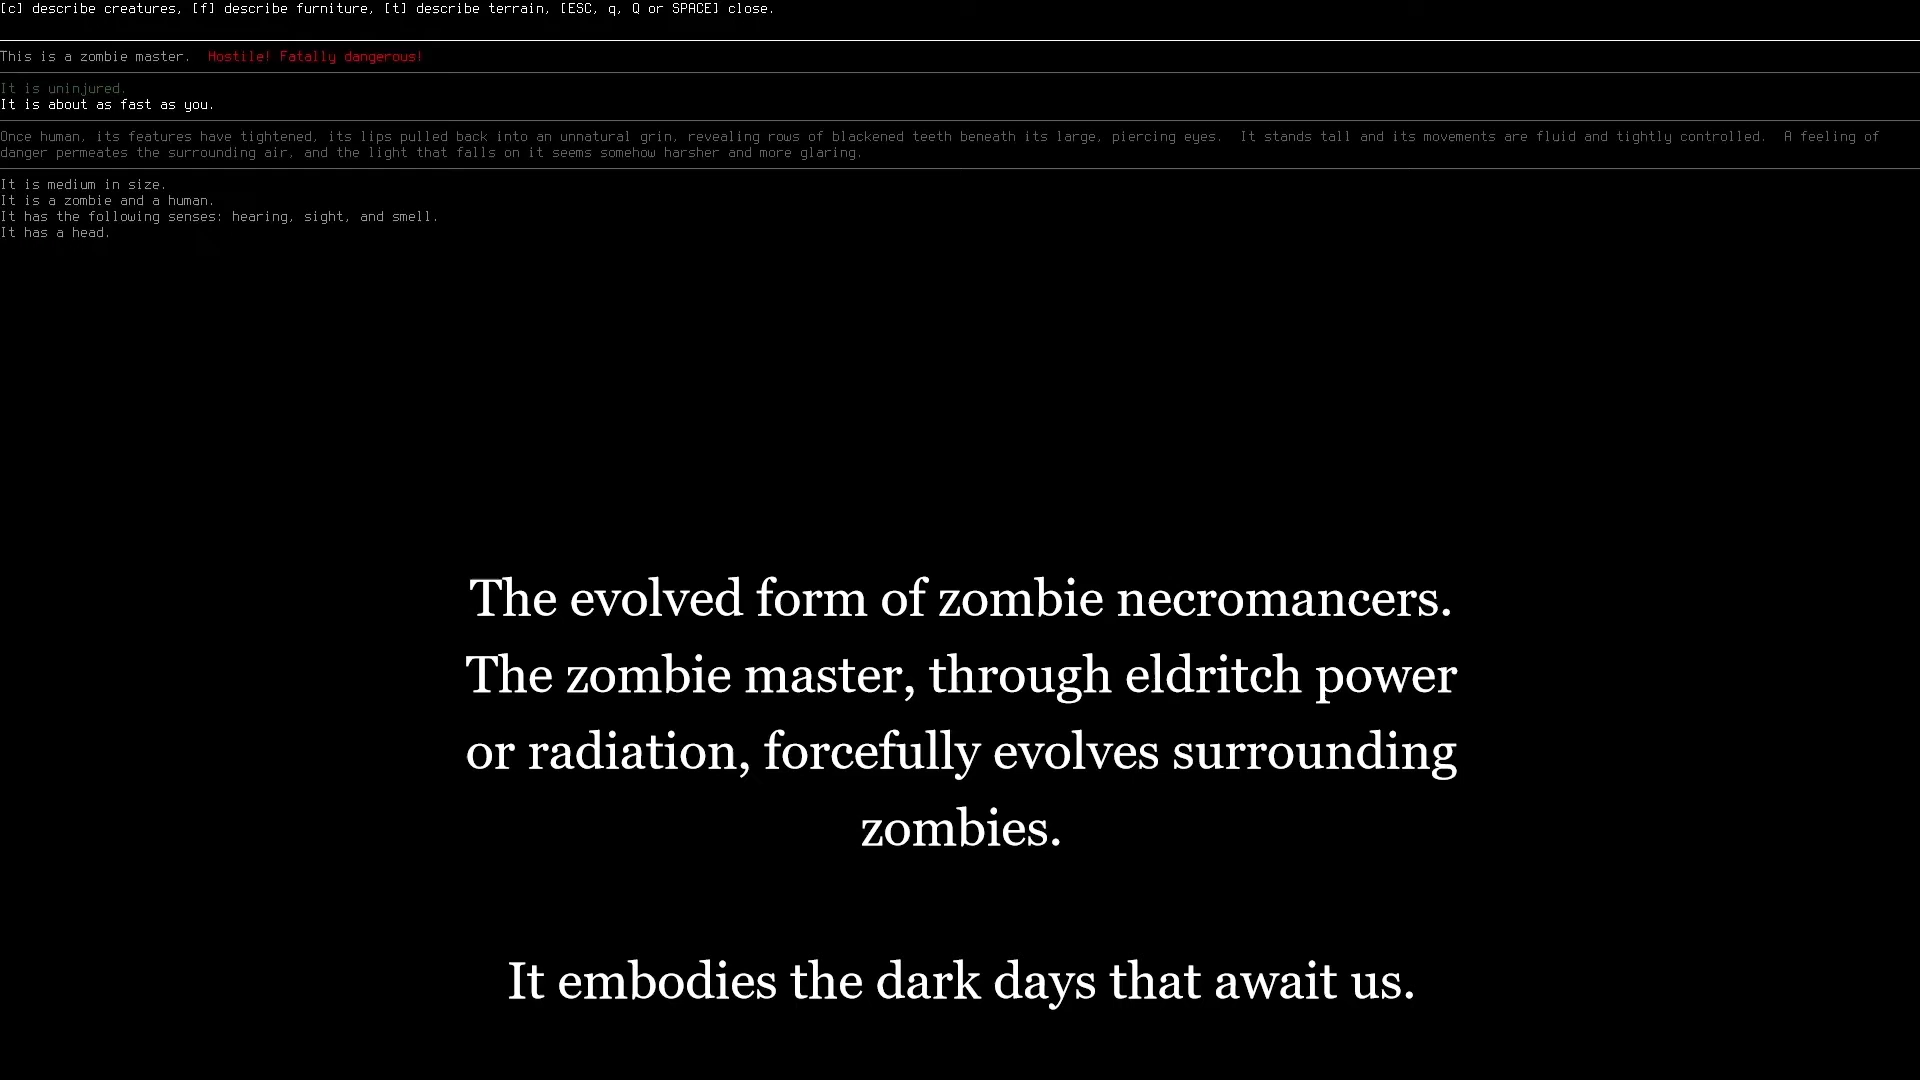 [c] describe creatures, [f] describe furniture, [t] describe terrain, [ESC, q, Q or SPACE] close.
This is a zombie master.  Hostile! Fatally dangerous!
It is uninjured.
It is about as fast as you.
Once human, its features have tightened, its lips pulled back into an unnatural grin, revealing rows of blackened teeth beneath its large, piercing eyes.  It stands tall and its movements are fluid and tightly controlled.  A feeling of
danger permeates the surrounding air, and the light that falls on it seems somehow harsher and more glaring.
It is medium in size.
It is a zombie and a human.
It has the following senses: hearing, sight, and smell.
It has a head.
The evolved form of zombie necromancers.
The zombie master, through eldritch power
or radiation, forcefully evolves surrounding
zombies.
It embodies the dark days that await us.